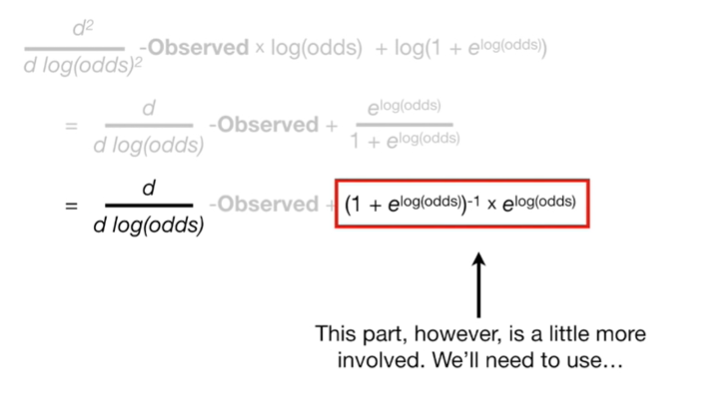 d²
d log(odds)² -Observed x log(odds) + log(1 + e^log(odds))
= d -Observed + e^log(odds)
d log(odds) 1 + e^log(odds)
= d -Observed + (1 + e^log(odds))^-1 x e^log(odds)
d log(odds)
This part, however, is a little more
involved. We’ll need to use…